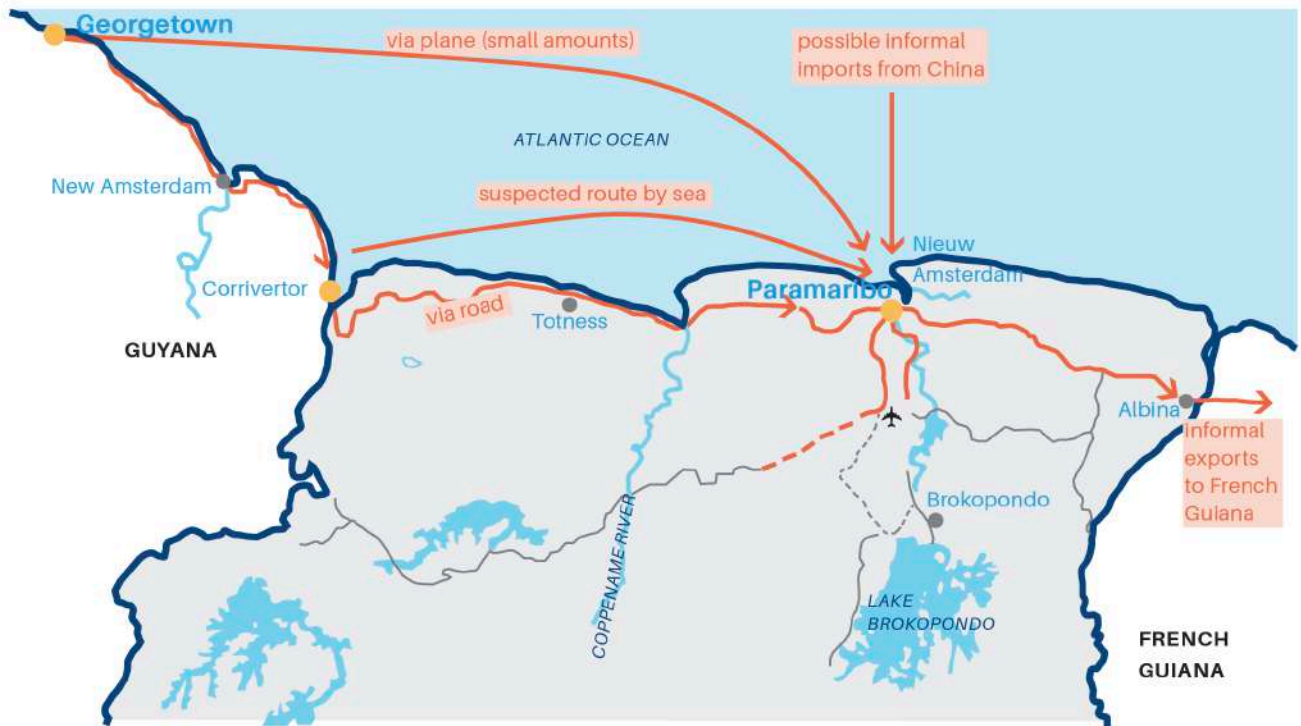 Georgetown
via plane (small amounts)
possible informal
imports from China
ATLANTIC OCEAN
New Amsterdam
suspected route by sea
Nieuw
Amsterdam
Corrivertor
Paramaribo
via road
Totness
GUYANA
Albina
Informal
exports
to French
Guiana
Brokopondo
COPPENAME RIVER
LAKE
BROKOPONDO
FRENCH
GUIANA